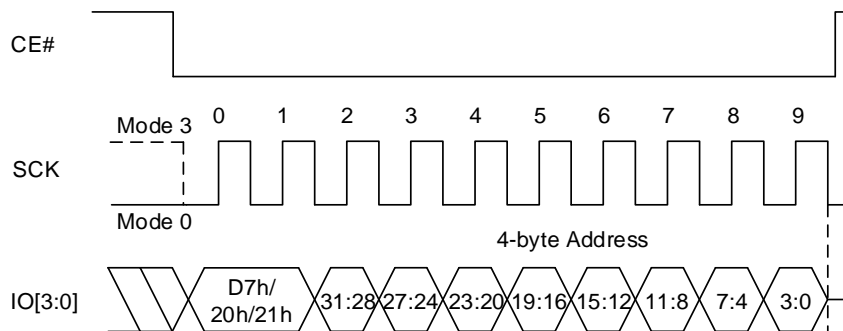 CE#
Mode 3
0 1 2 3 4 5 6 7 8 9
SCK
Mode 0
4-byte Address
IO[3:0]
D7h/
20h/21h
31:28 27:24 23:20 19:16 15:12 11:8 7:4 3:0